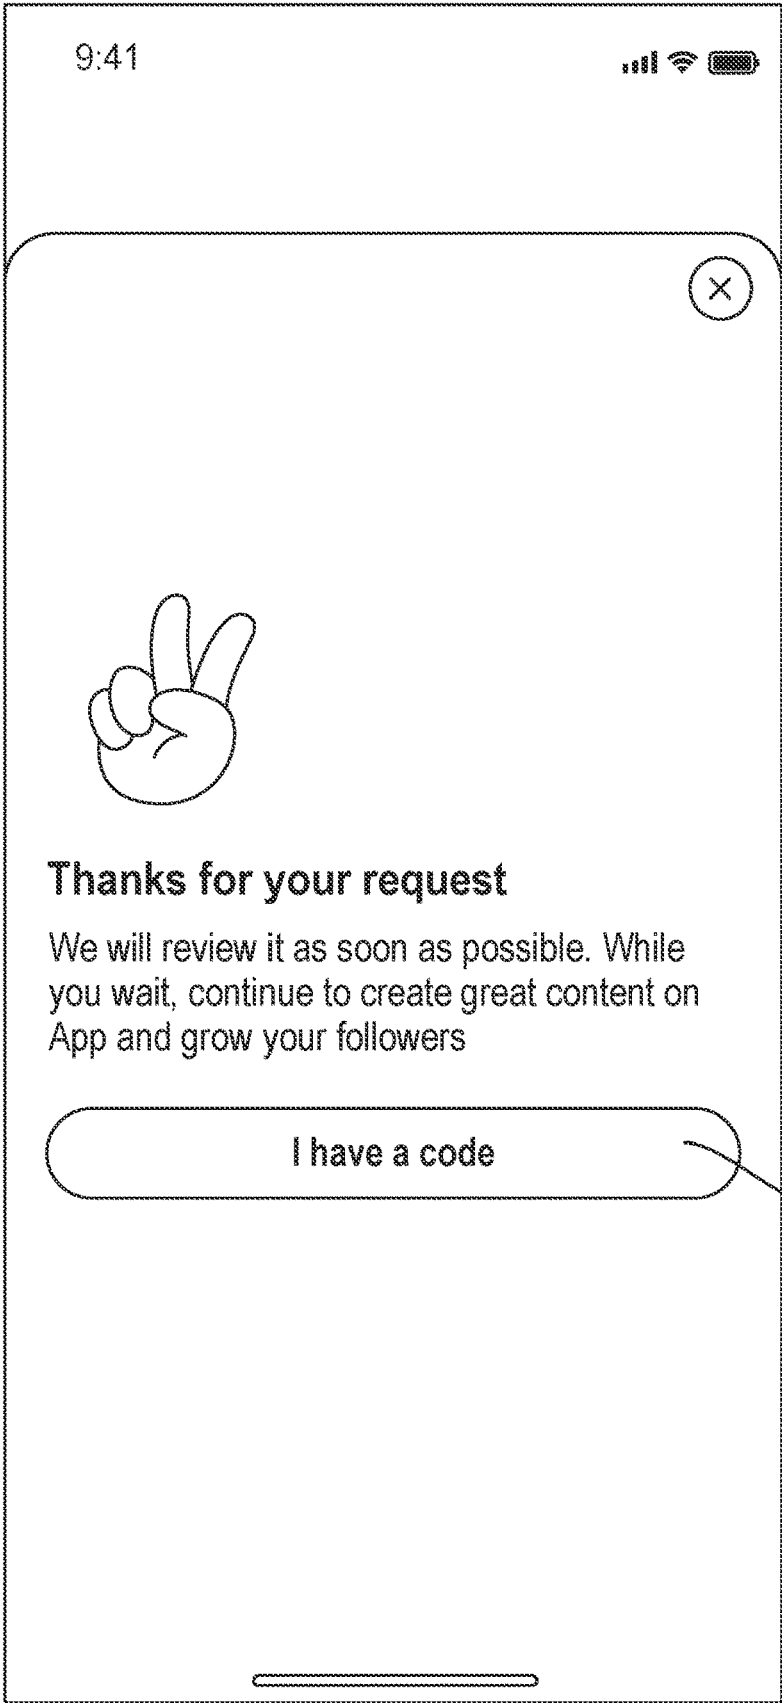 9:41
Thanks for your request
We will review it as soon as possible. While
you wait, continue to create great content on
App and grow your followers
I have a code